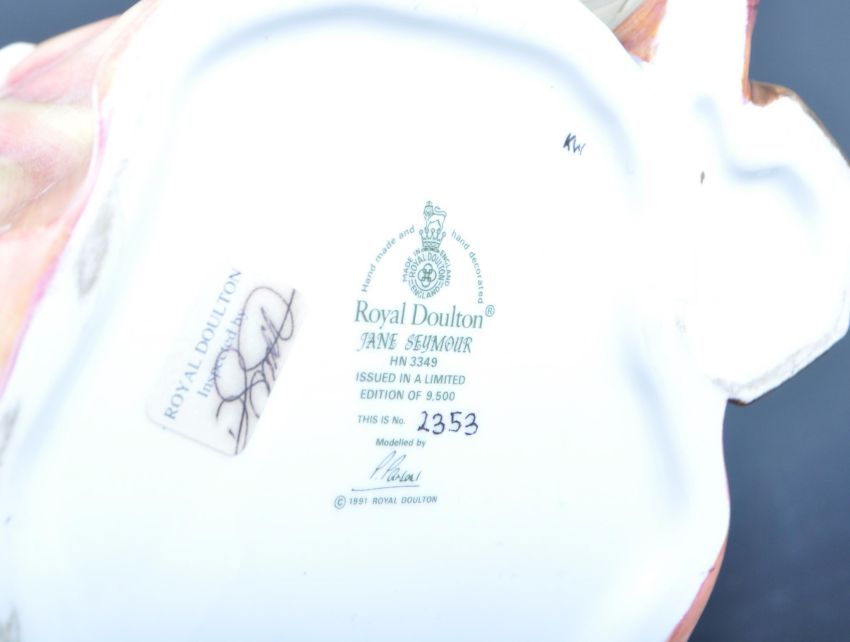 KW
Hand made and hand decorated
MADE IN ENGLAND
ROYAL DOULTON
ENGLAND
Royal Doulton®
JANE SEYMOUR
HN 3349
ISSUED IN A LIMITED
EDITION OF 9,500
THIS IS No. 2353
Modelled by
P. Parsons
© 1991 ROYAL DOULTON
ROYAL DOULTON
Inspected by